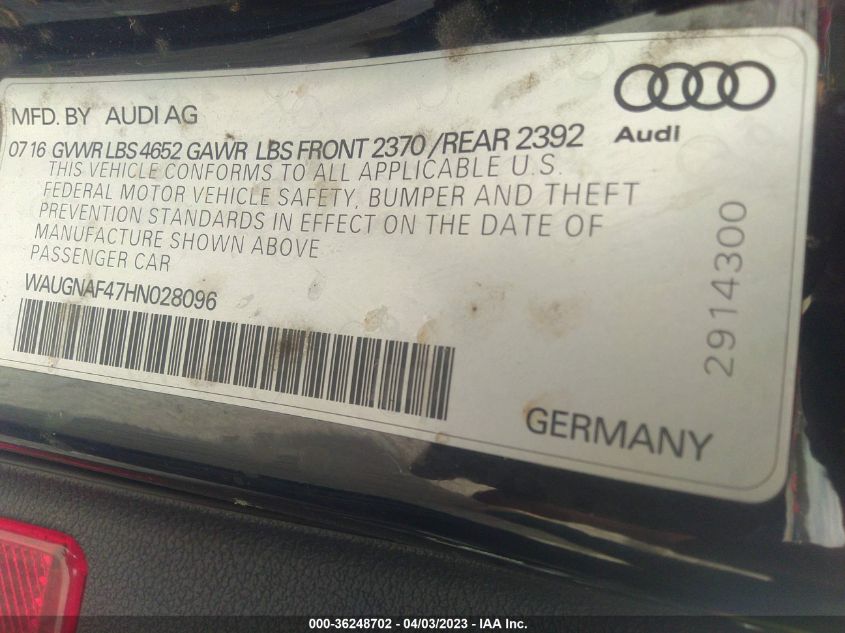 MFD. BY AUDI AG
Audi
07 16 GVWR LBS 4652 GAWR LBS FRONT 2370 / REAR 2392
THIS VEHICLE CONFORMS TO ALL APPLICABLE U.S.
FEDERAL MOTOR VEHICLE SAFETY, BUMPER AND THEFT
PREVENTION STANDARDS IN EFFECT ON THE DATE OF
MANUFACTURE SHOWN ABOVE
PASSENGER CAR
WAUGNAF47HN028096
2914300
GERMANY
000-36248702 - 04/03/2023 - IAA Inc.